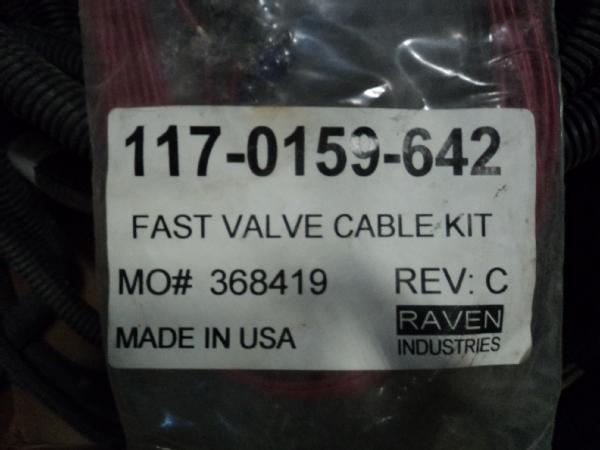 117-0159-642
FAST VALVE CABLE KIT
MO# 368419 REV: C
MADE IN USA RAVEN
INDUSTRIES